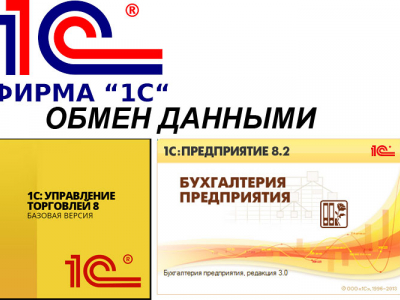 1С®
ФИРМА “1С“
ОБМЕН ДАННЫМИ
1С:УПРАВЛЕНИЕ
ТОРГОВЛЕЙ 8
БАЗОВАЯ ВЕРСИЯ
1С®
1С:ПРЕДПРИЯТИЕ 8.2
1С®
БУХГАЛТЕРИЯ
ПРЕДПРИЯТИЯ
Бухгалтерия предприятия, редакция 3.0